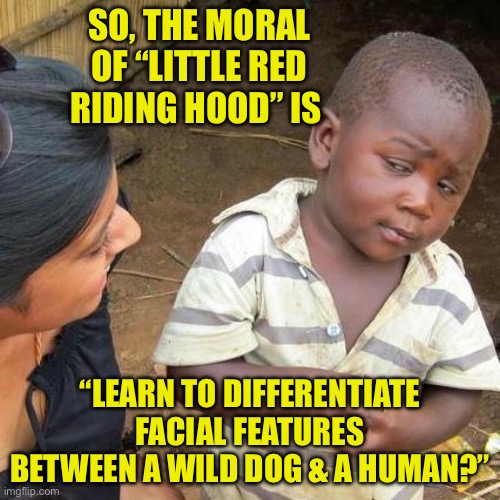 SO, THE MORAL
OF “LITTLE RED
RIDING HOOD” IS
“LEARN TO DIFFERENTIATE
FACIAL FEATURES
BETWEEN A WILD DOG & A HUMAN?”
imgflip.com